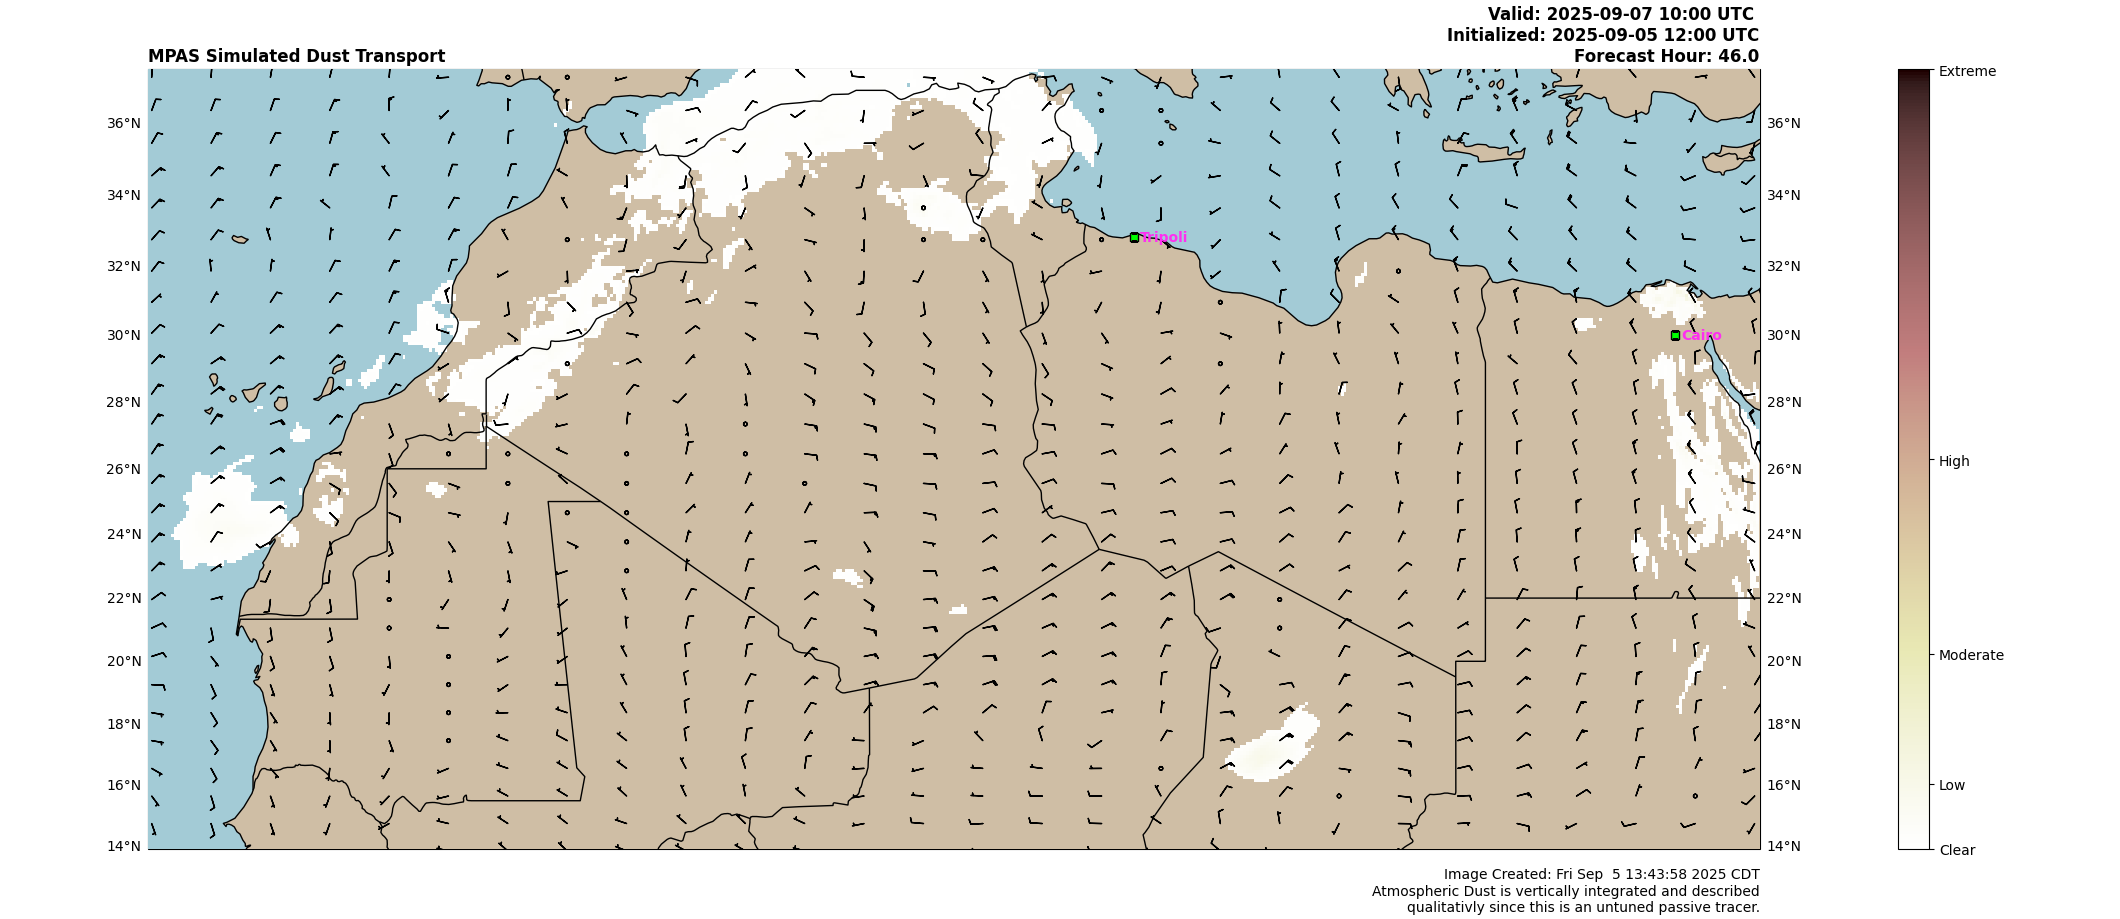 Valid: 2025-09-07 10:00 UTC
Initialized: 2025-09-05 12:00 UTC
MPAS Simulated Dust Transport
Forecast Hour: 46.0
Extreme
36°N
36°N
34°N
34°N
Tripoli
32°N
32°N
30°N
Cairo
30°N
28°N
28°N
26°N
26°N
High
24°N
24°N
22°N
22°N
20°N
20°N
Moderate
18°N
18°N
16°N
16°N
Low
14°N
14°N
Clear
Image Created: Fri Sep  5 13:43:58 2025 CDT
Atmospheric Dust is vertically integrated and described
qualitativly since this is an untuned passive tracer.